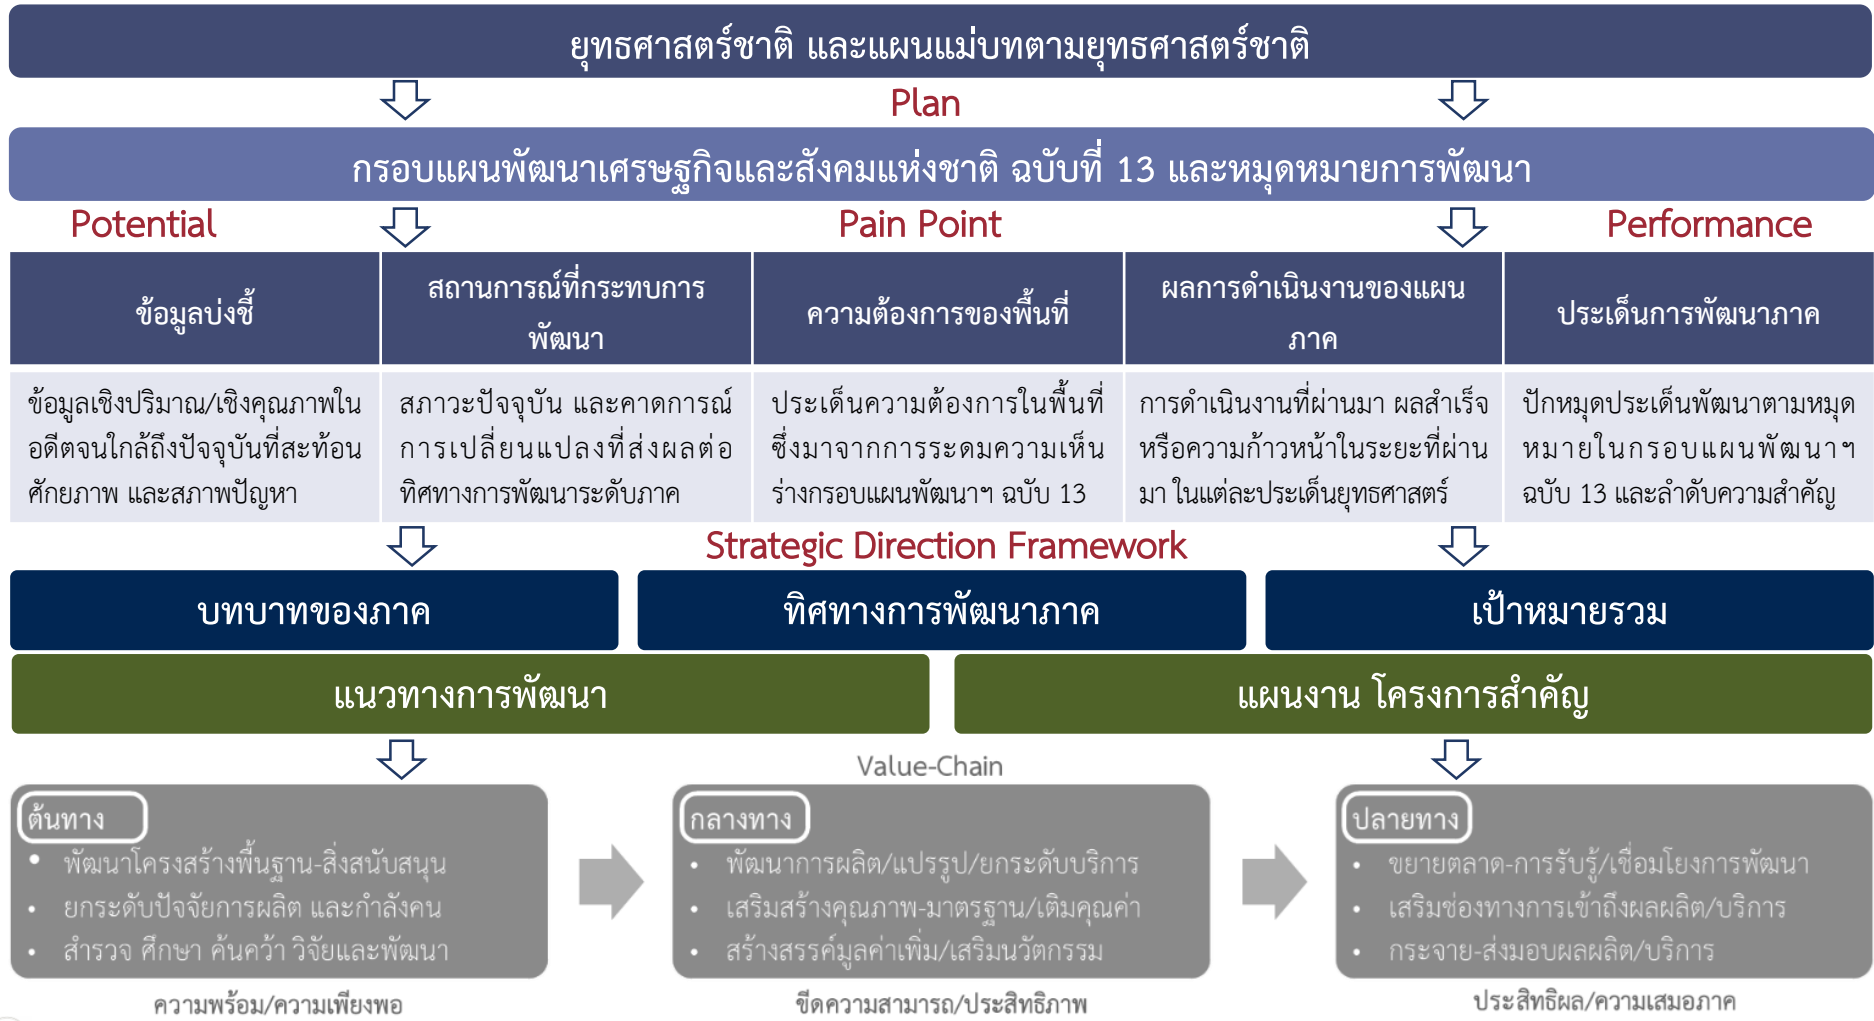 ยุทธศาสตร์ชาติ และแผนแม่บทตามยุทธศาสตร์ชาติ
Plan
กรอบแผนพัฒนาเศรษฐกิจและสังคมแห่งชาติ ฉบับที่ 13 และหมุดหมายการพัฒนา
Potential
Pain Point
Performance
ข้อมูลบ่งชี้
สถานการณ์ที่กระทบการ
พัฒนา
ความต้องการของพื้นที่
ผลการดำเนินงานของแผน
ภาค
ประเด็นการพัฒนาภาค
ข้อมูลเชิงปริมาณ/เชิงคุณภาพใน
อดีตจนใกล้ถึงปัจจุบันที่สะท้อน
ศักยภาพ และสภาพปัญหา
สภาวะปัจจุบัน และคาดการณ์
การเปลี่ยนแปลงที่ส่งผลต่อ
ทิศทางการพัฒนาระดับภาค
ประเด็นความต้องการในพื้นที่
ซึ่งมาจากการระดมความเห็น
ร่างกรอบแผนพัฒนาฯ ฉบับ 13
การดำเนินงานที่ผ่านมา ผลสำเร็จ
หรือความก้าวหน้าในระยะที่ผ่าน
มา ในแต่ละประเด็นยุทธศาสตร์
ปักหมุดประเด็นพัฒนาตามหมุด
หมายในกรอบแผนพัฒนาฯ
ฉบับ 13 และลำดับความสำคัญ
Strategic Direction Framework
บทบาทของภาค
ทิศทางการพัฒนาภาค
เป้าหมายรวม
แนวทางการพัฒนา
แผนงาน โครงการสำคัญ
Value-Chain
ต้นทาง
• พัฒนาโครงสร้างพื้นฐาน-สิ่งสนับสนุน
• ยกระดับปัจจัยการผลิต และกำลังคน
• สำรวจ ศึกษา ค้นคว้า วิจัยและพัฒนา
ความพร้อม/ความเพียงพอ
กลางทาง
• พัฒนาการผลิต/แปรรูป/ยกระดับบริการ
• เสริมสร้างคุณภาพ-มาตรฐาน/เติมคุณค่า
• สร้างสรรค์มูลค่าเพิ่ม/เสริมนวัตกรรม
ขีดความสามารถ/ประสิทธิภาพ
ปลายทาง
• ขยายตลาด-การรับรู้/เชื่อมโยงการพัฒนา
• เสริมช่องทางการเข้าถึงผลผลิต/บริการ
• กระจาย-ส่งมอบผลผลิต/บริการ
ประสิทธิผล/ความเสมอภาค